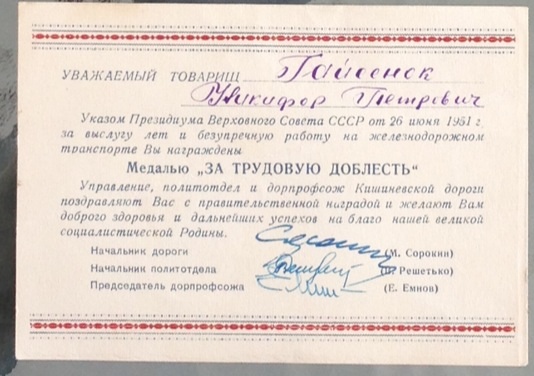 УВАЖАЕМЫЙ ТОВАРИЩ Гайсенок
Никифор Петрович
Указом Президиума Верховного Совета СССР от 26 июня 1951 г.
за выслугу лет и безупречную работу на железнодорожном
транспорте Вы награждены
Медалью „ЗА ТРУДОВУЮ ДОБЛЕСТЬ"
Управление, политотдел и дорпрофсож Кишиневской дороги
поздравляют Вас с правительственной наградой и желают Вам
доброго здоровья и дальнейших успехов на благо нашей великой
социалистической Родины.
Начальник дороги (М. Сорокин)
Начальник политотдела Решетько)
Председатель дорпрофсожа (Е. Емнов)